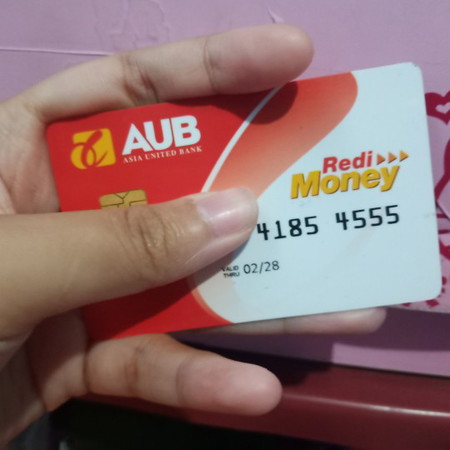 AUB
ASIA UNITED BANK
Redi
Money
4185 4555
VALID
THRU 02/28